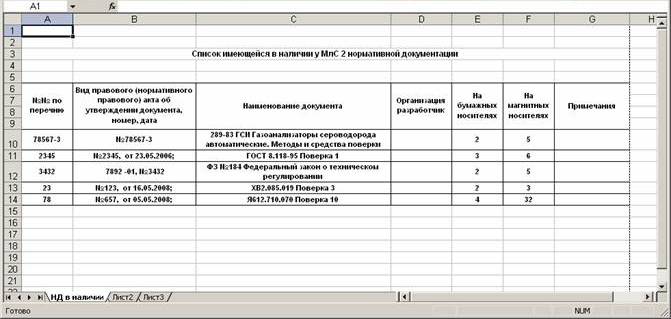 A1
fx
A B C D E F G H
1
2
3 Список имеющейся в наличии у МлС 2 нормативной документации
4
5
6 Вид правового (нормативного На На
7 №№ по правового) акта об Наименование документа Организация бумажных магнитных Примечания
8 перечню утверждении документа, разработчик носителях носителях
9 номер, дата
289-83 ГСИ Газоанализаторы сероводорода
10 78567-3 №78567-3 автоматические. Методы и средства поверки 2 5
11 2345 №2345, от 23.05.2006; ГОСТ 8.118-95 Поверка 1 3 6
ФЗ №184 Федеральный закон о техническом
12 3432 7892 -01, №3432 регулировании 2 5
13 23 №123, от 16.05.2008; ХВ2.085.019 Поверка 3 2 3
14 78 №657, от 05.05.2008; Я612.710.070 Поверка 10 4 32
15
16
17
18
19
20
21
22
НД в наличии Лист2 Лист3
Готово NUM